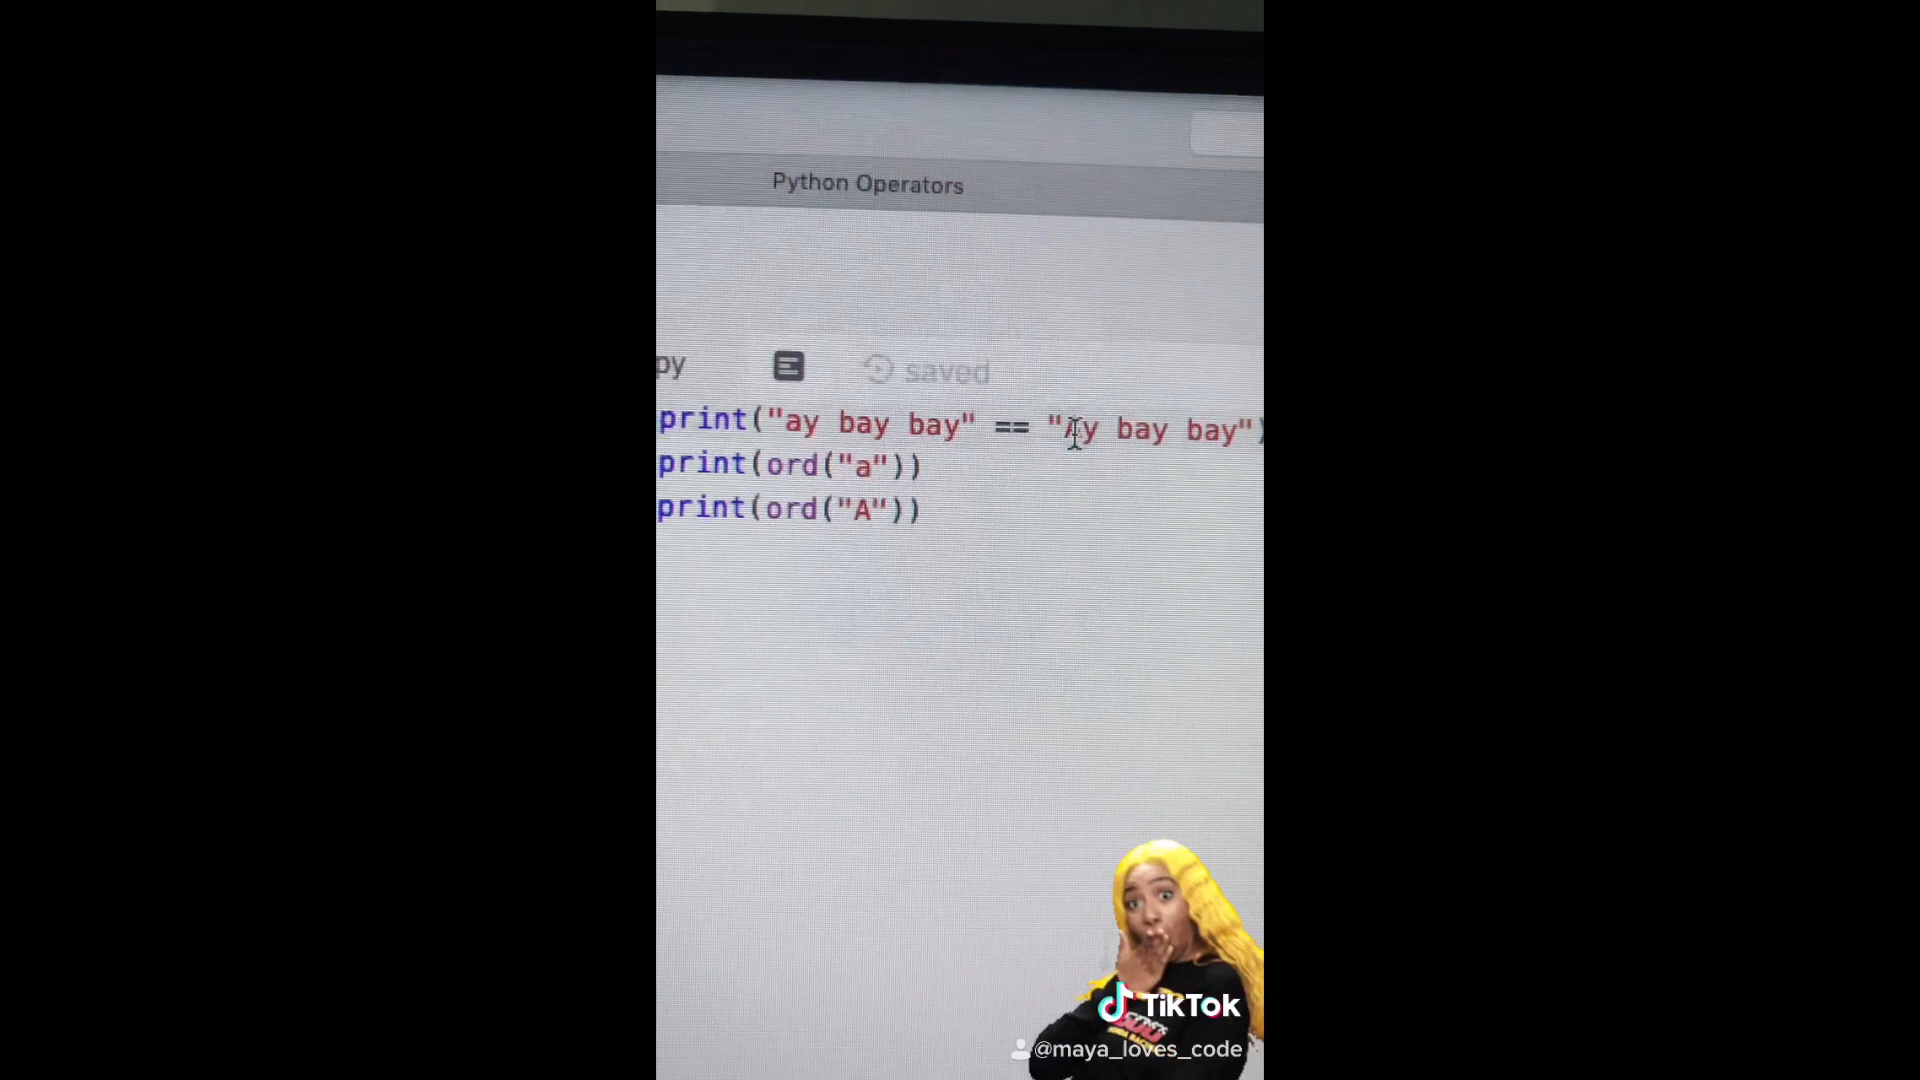 Python Operators
py
saved
print("ay bay bay" == "Ay bay bay")
print(ord("a"))
print(ord("A"))
TikTok
@maya_loves_code